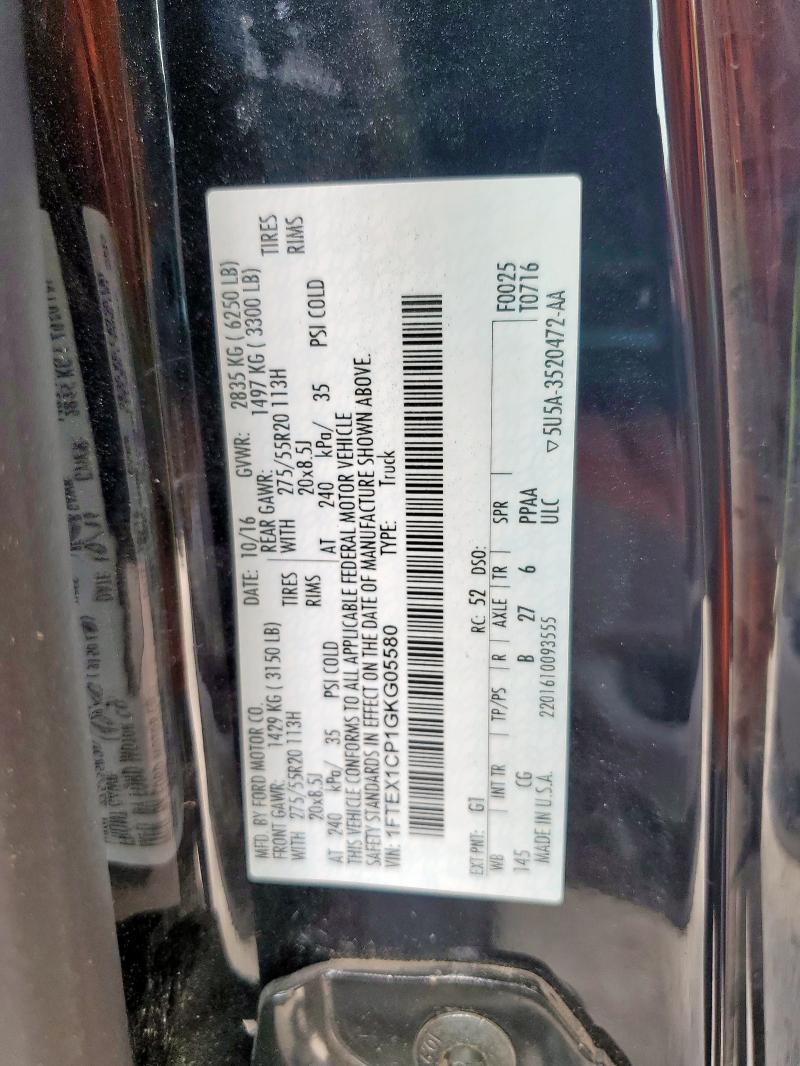 MFD. BY FORD MOTOR CO. DATE: 10/16 GVWR: 2835 KG ( 6250 LB)
FRONT GAWR: 1429 KG ( 3150 LB) REAR GAWR: 1497 KG ( 3300 LB)
WITH 275/55R20 113H TIRES WITH 275/55R20 113H TIRES
20x8.5J RIMS 20x8.5J RIMS
AT 240 kPa/ 35 PSI COLD AT 240 kPa/ 35 PSI COLD
THIS VEHICLE CONFORMS TO ALL APPLICABLE FEDERAL MOTOR VEHICLE
SAFETY STANDARDS IN EFFECT ON THE DATE OF MANUFACTURE SHOWN ABOVE.
VIN: 1FTEX1CP1GKG05580 TYPE: Truck
EXT PNT: G1 RC: 52 DSO: F0025
WB INT TR TP/PS R AXLE TR SPR T0716
145 CG B 27 6 PPAA
ULC
MADE IN U.S.A. 2201610093555 ▽5U5A-3520472-AA